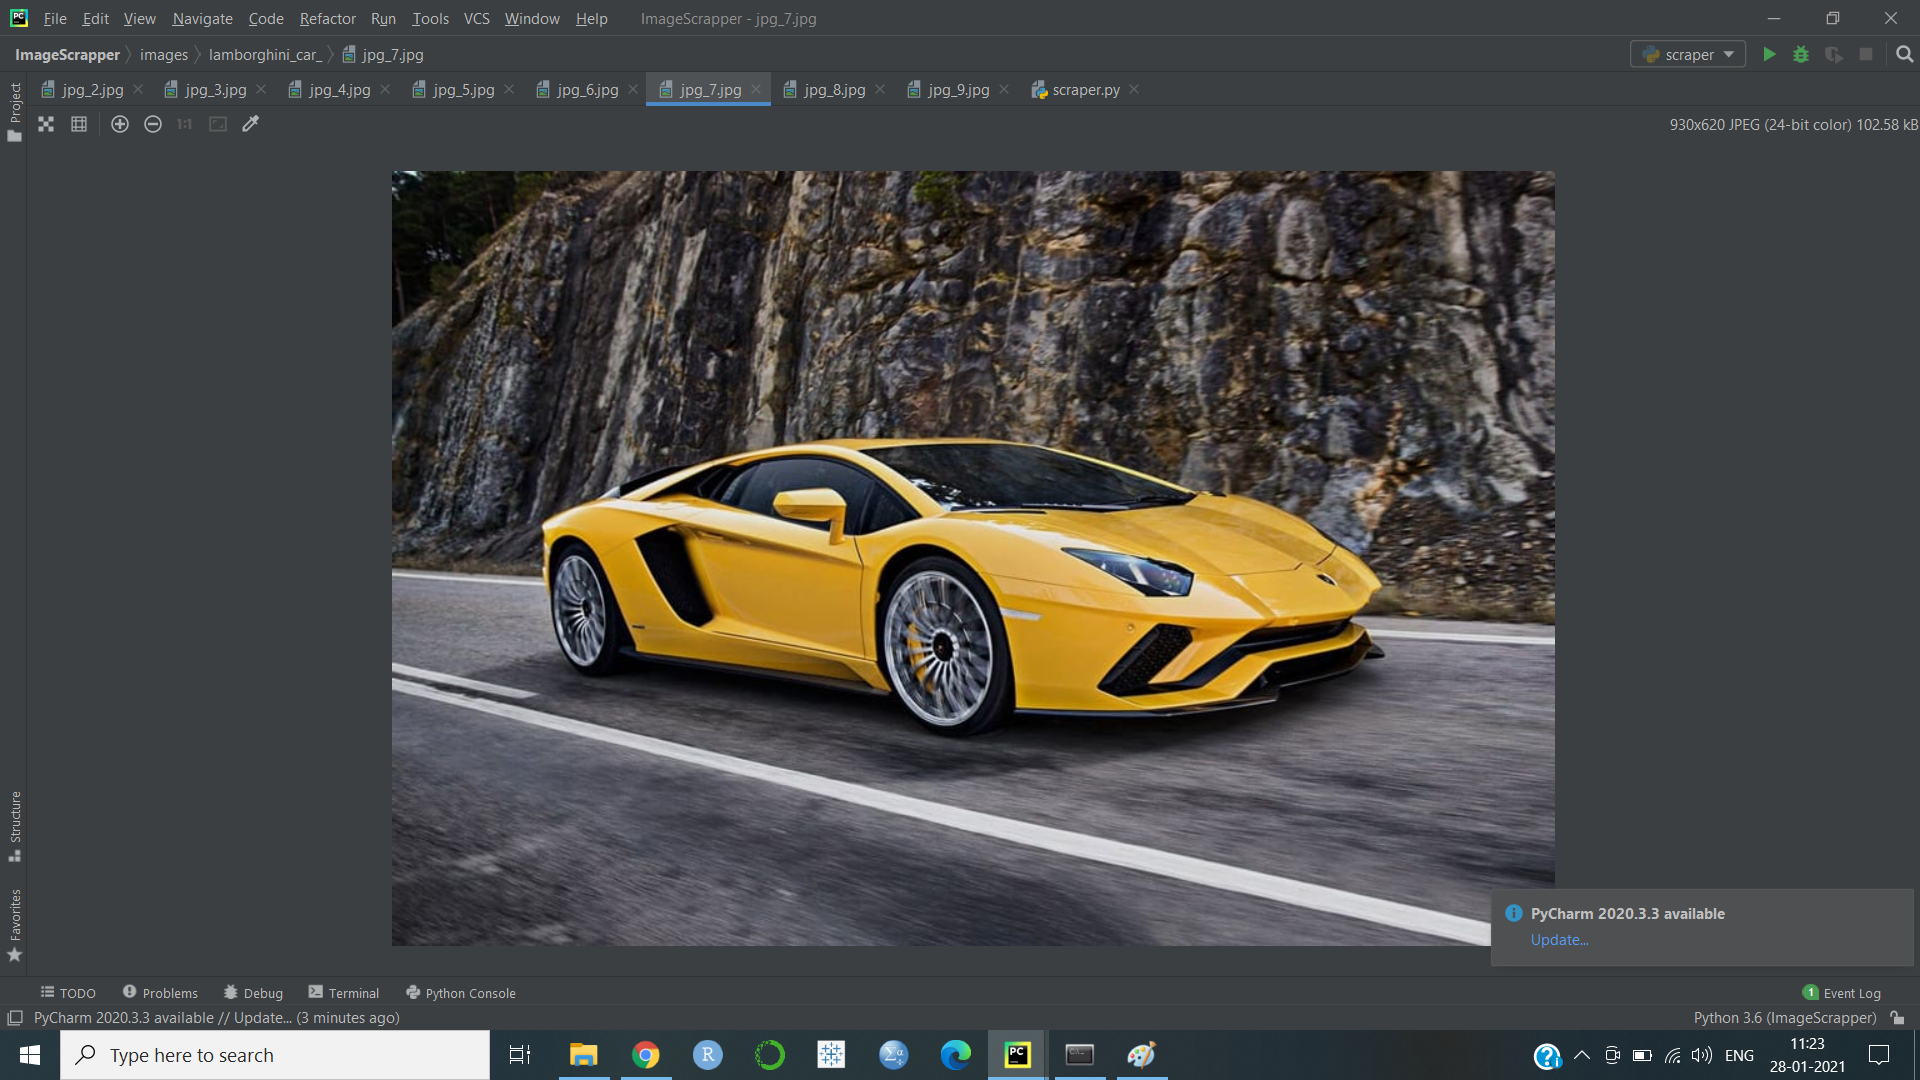 PC File Edit View Navigate Code Refactor Run Tools VCS Window Help ImageScrapper - jpg_7.jpg
ImageScrapper images lamborghini_car_ jpg_7.jpg scraper
jpg_2.jpg jpg_3.jpg jpg_4.jpg jpg_5.jpg jpg_6.jpg jpg_7.jpg jpg_8.jpg jpg_9.jpg scraper.py
Project
1:1 930x620 JPEG (24-bit color) 102.58 kB
Structure
Favorites
PyCharm 2020.3.3 available
Update...
TODO Problems Debug Terminal Python Console 1 Event Log
PyCharm 2020.3.3 available // Update... (3 minutes ago) Python 3.6 (ImageScrapper)
Type here to search R Σα PC ENG 11:23
28-01-2021